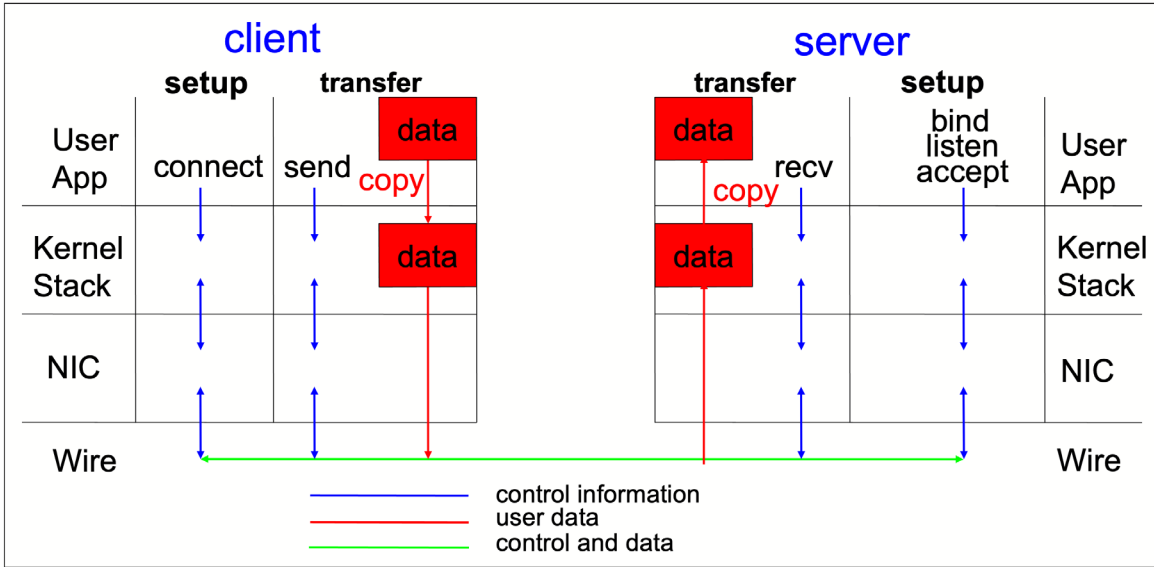 client
server
setup
transfer
transfer
setup
User
App
connect
send
data
copy
data
copy
recv
bind
listen
accept
User
App
Kernel
Stack
data
data
Kernel
Stack
NIC
NIC
Wire
Wire
control information
user data
control and data